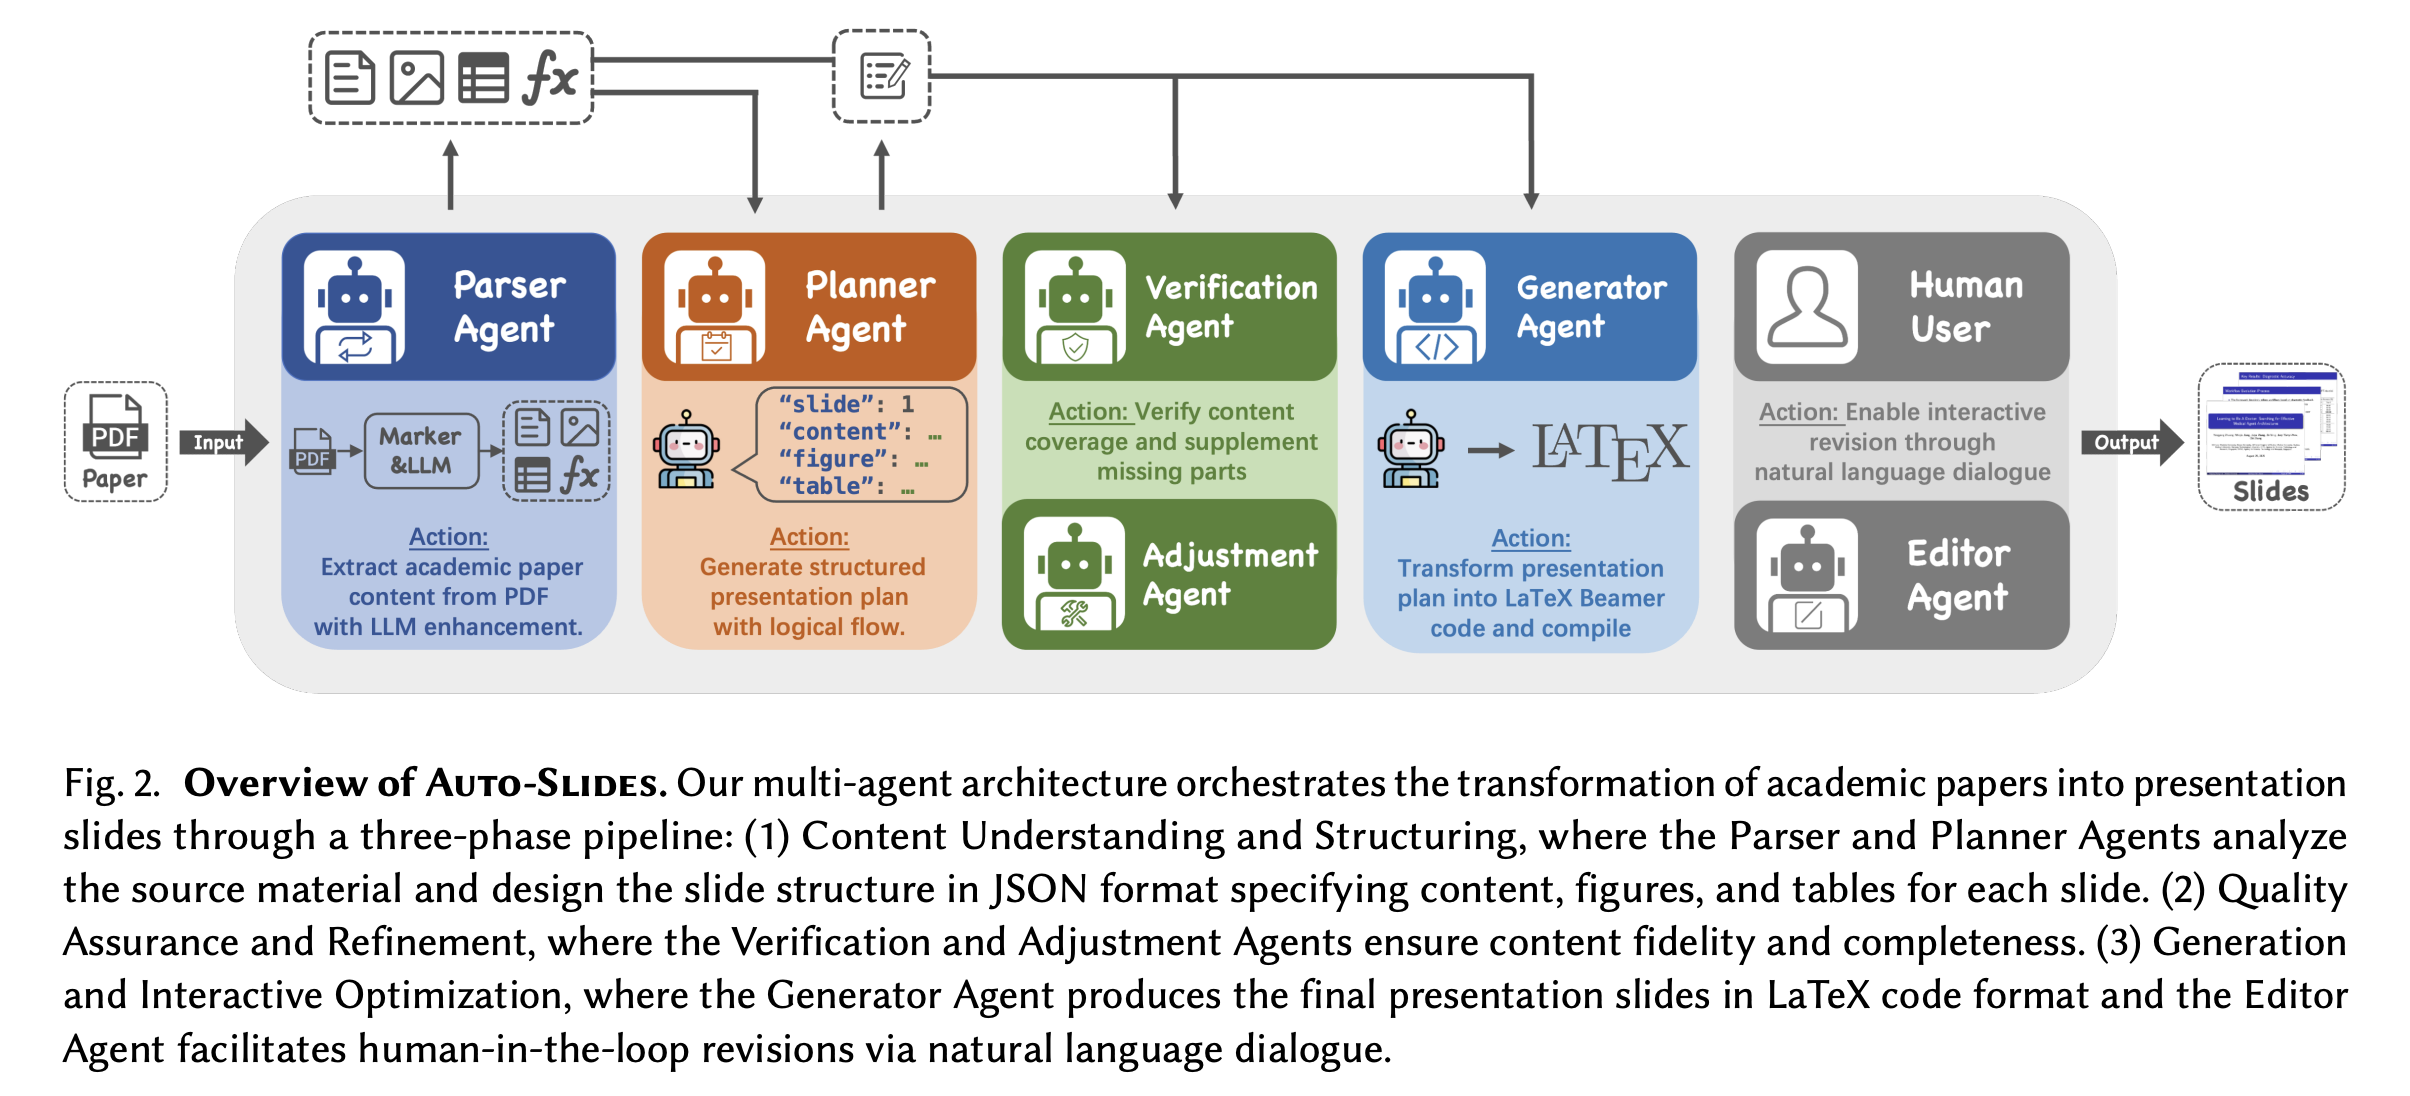 fx
Parser
Agent
Planner
Agent
Verification
Agent
Generator
Agent
Human
User
PDF
Paper
Input
PDF
Marker
&LLM
fx
Action:
Extract academic paper
content from PDF
with LLM enhancement.
“slide”: 1
“content”: …
“figure”: …
“table”: …
Action:
Generate structured
presentation plan
with logical flow.
Action: Verify content
coverage and supplement
missing parts
Adjustment
Agent
</>
LATEX
Action:
Transform presentation
plan into LaTeX Beamer
code and compile
Action: Enable interactive
revision through
natural language dialogue
Editor
Agent
Output
Slides
Fig. 2. Overview of Auto-Slides. Our multi-agent architecture orchestrates the transformation of academic papers into presentation
slides through a three-phase pipeline: (1) Content Understanding and Structuring, where the Parser and Planner Agents analyze
the source material and design the slide structure in JSON format specifying content, figures, and tables for each slide. (2) Quality
Assurance and Refinement, where the Verification and Adjustment Agents ensure content fidelity and completeness. (3) Generation
and Interactive Optimization, where the Generator Agent produces the final presentation slides in LaTeX code format and the Editor
Agent facilitates human-in-the-loop revisions via natural language dialogue.